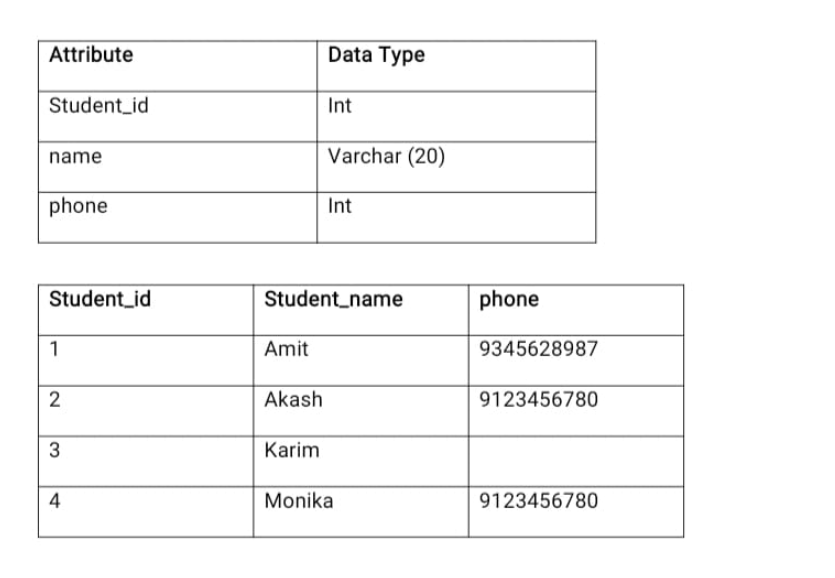 Attribute Data Type
Student_id Int
name Varchar (20)
phone Int
Student_id Student_name phone
1 Amit 9345628987
2 Akash 9123456780
3 Karim
4 Monika 9123456780